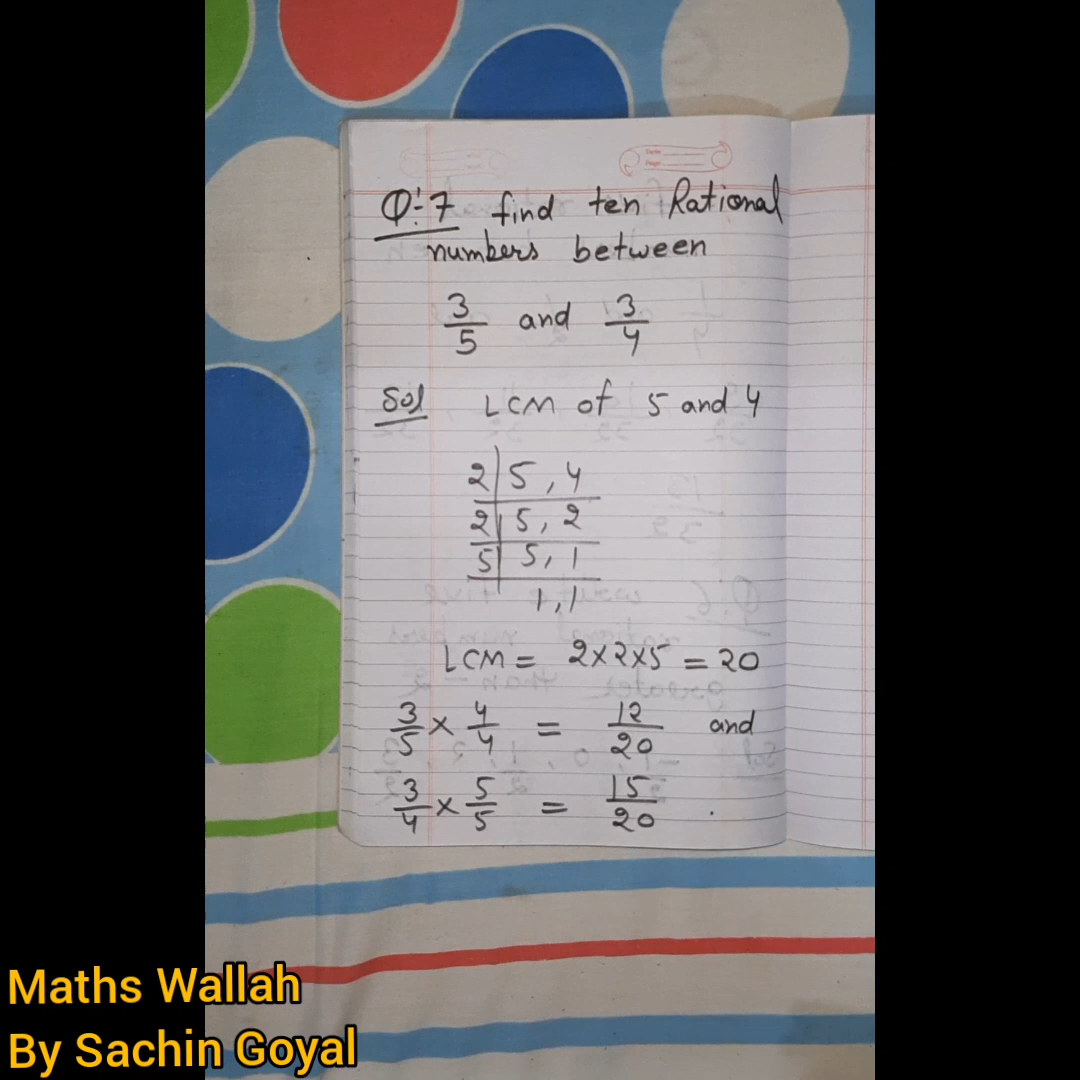 Q:-7 find ten Rational
numbers between
3/5 and 3/4
Sol LCM of 5 and 4
2 | 5, 4
2 | 5, 2
5 | 5, 1
1, 1
LCM = 2×2×5 = 20
3/5 × 4/4 = 12/20 and
3/4 × 5/5 = 15/20 .
Maths Wallah
By Sachin Goyal